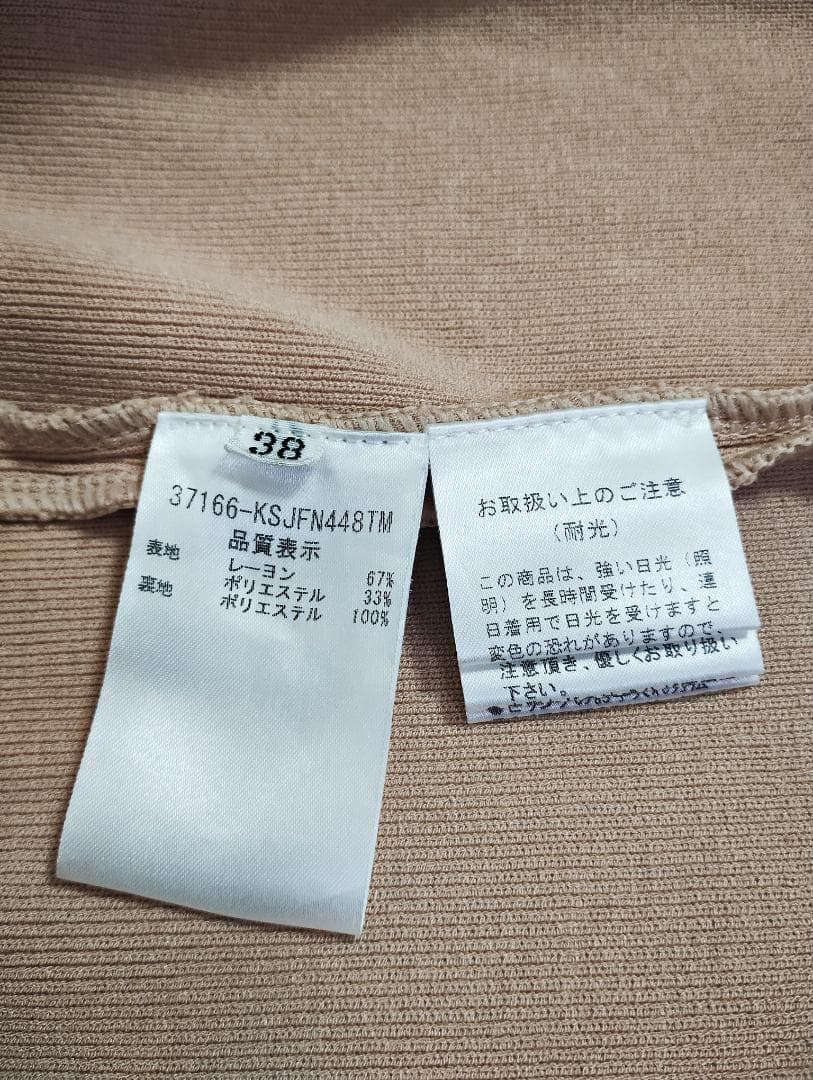 38
37166-KSJFN448TM
品質表示
表地 レーヨン 67%
ポリエステル 33%
裏地 ポリエステル 100%
お取扱い上のご注意
(耐光)
この商品は、強い日光(照
明)を長時間受けたり、連
日着用で日光を受けますと
変色の恐れがありますので、
注意頂き、優しくお取り扱い
下さい。